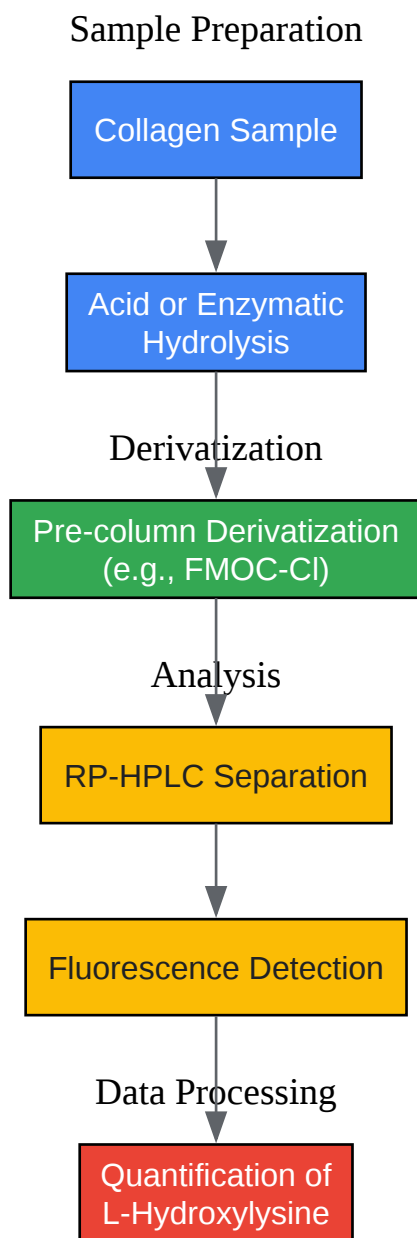 Sample Preparation
Collagen Sample
Acid or Enzymatic
Hydrolysis
Derivatization
Pre-column Derivatization
(e.g., FMOC-Cl)
Analysis
RP-HPLC Separation
Fluorescence Detection
Data Processing
Quantification of
L-Hydroxylysine